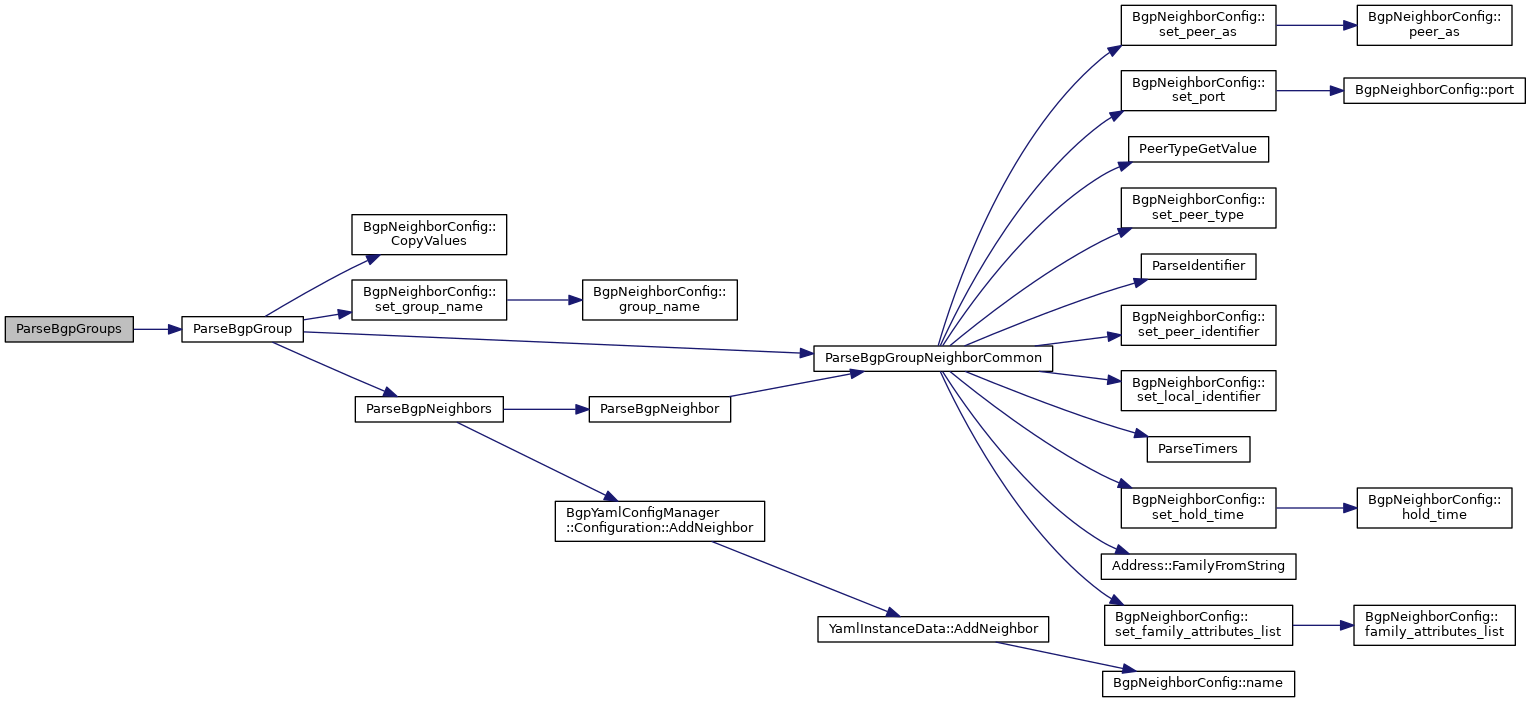 ParseBgpGroups
ParseBgpGroup
BgpNeighborConfig::
CopyValues
BgpNeighborConfig::
set_group_name
BgpNeighborConfig::
group_name
ParseBgpNeighbors
ParseBgpNeighbor
BgpYamlConfigManager
::Configuration::AddNeighbor
YamlInstanceData::AddNeighbor
ParseBgpGroupNeighborCommon
BgpNeighborConfig::
set_peer_as
BgpNeighborConfig::
peer_as
BgpNeighborConfig::
set_port
BgpNeighborConfig::port
PeerTypeGetValue
BgpNeighborConfig::
set_peer_type
ParseIdentifier
BgpNeighborConfig::
set_peer_identifier
BgpNeighborConfig::
set_local_identifier
ParseTimers
BgpNeighborConfig::
set_hold_time
BgpNeighborConfig::
hold_time
Address::FamilyFromString
BgpNeighborConfig::
set_family_attributes_list
BgpNeighborConfig::
family_attributes_list
BgpNeighborConfig::name